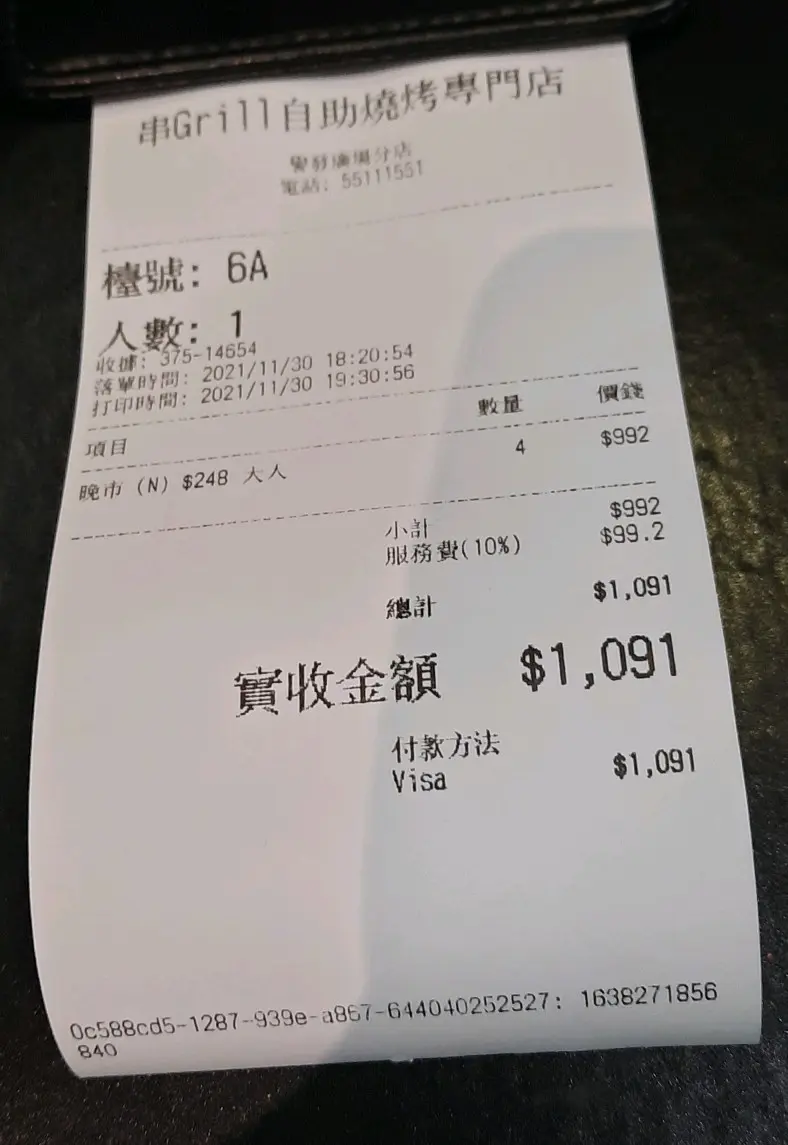 串Grill自助燒烤專門店
廣場分店
電話: 55111551
檯號: 6A
人數: 1
收據: 375-14654
落單時間: 2021/11/30 18:20:54
打印時間: 2021/11/30 19:30:56
項目 數量 價錢
晚市 (N) $248 大人 4 $992
小計 $992
服務費(10%) $99.2
總計 $1,091
實收金額 $1,091
付款方法
Visa $1,091
0c588cd5-1287-939e-a867-644040252527: 1638271856
840